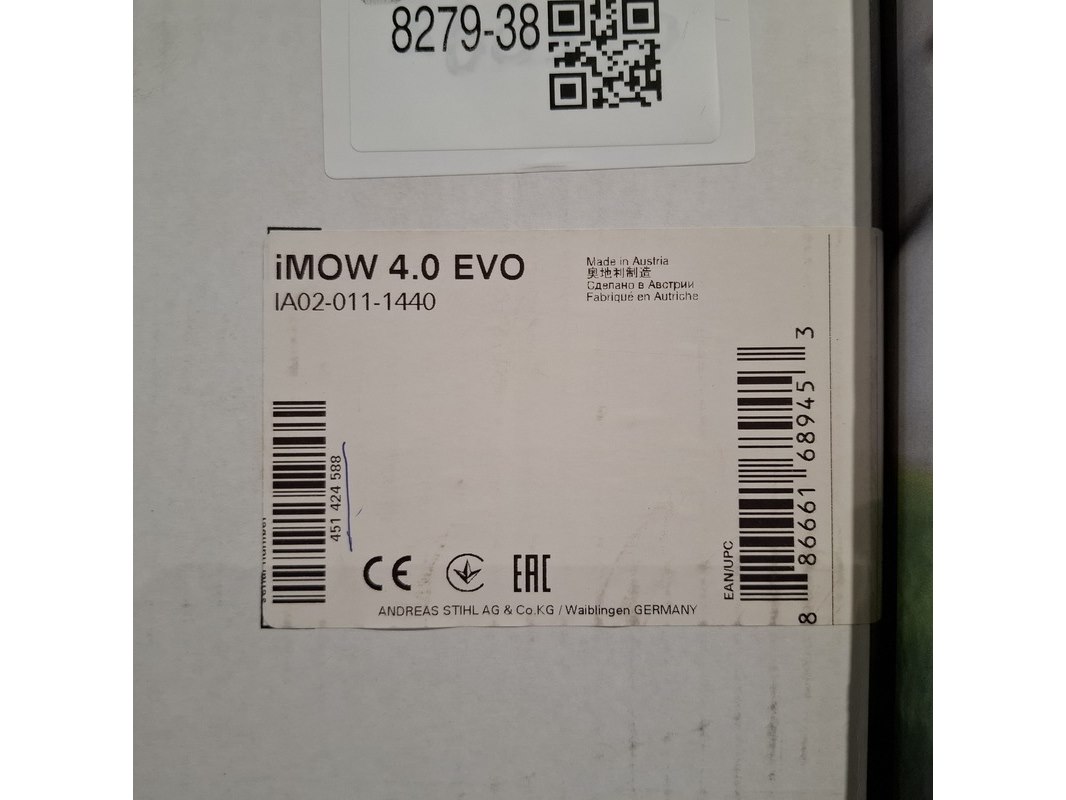 8279-38
iMOW 4.0 EVO
IA02-011-1440
Made in Austria
奥地利制造
Сделано в Австрии
Fabriqué en Autriche
451 424 588
CE
EAC
ANDREAS STIHL AG & Co.KG / Waiblingen GERMANY
EAN/UPC
8 86661 68945 3